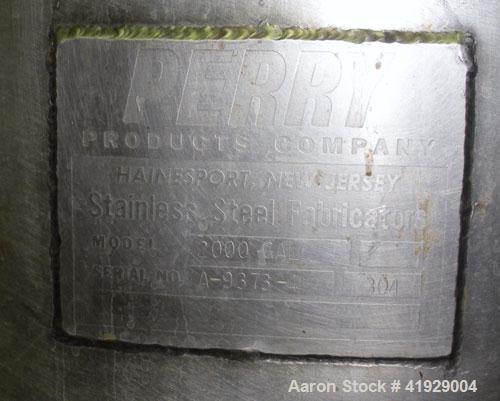 PERRY
PRODUCTS COMPANY
HAINESPORT, NEW JERSEY
Stainless Steel Fabricators
MODEL 2000 GAL
SERIAL NO. A-9373- 304
Aaron Stock # 41929004